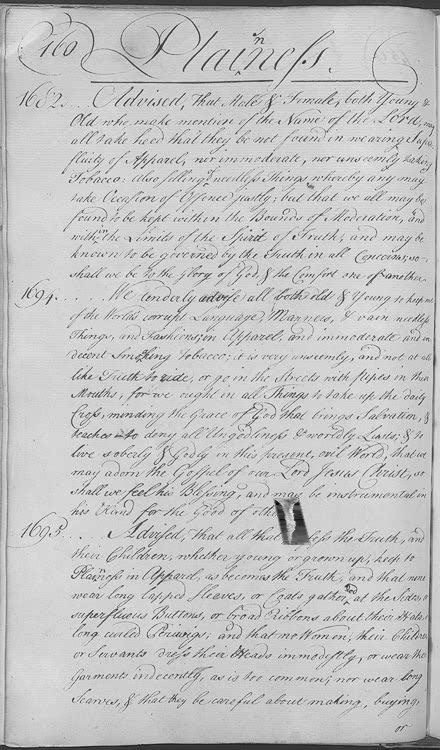 160
Plainness.
1682... Advised, That Male & Female, both Young &
Old who make mention of the Name of the Lord, may
all take heed that they be not found in wearing Supe
fluity of Apparel, nor immoderate, nor unseemly taking
Tobacco: also selling needless Things whereby any may
take Occasion of Offence justly; but that we all may be
found to be kept within the Bounds of Moderation, and
within the Limits of the Spirit of Truth; and may be
known to be governed by the Truth in all Concerns; so
shall we be to the Glory of God, & the Comfort one of another.
1694.... We tenderly advise all both old & Young to keep out
of the World's corrupt Language, Manners, & vain needless
Things, and Fashions, in Apparel; and immoderate and in
decent Smoking Tobacco; it is very unseemly, and not at all
like Truth to ride, or go in the Streets with Pipes in their
Mouths; for we ought in all Things to take up the daily
Cross, minding the Grace of God that brings Salvation, &
teaches to deny all Ungodliness & worldly Lusts; & to
live soberly & Godly in this present, evil World; that we
may adorn the Gospel of our Lord Jesus Christ, so
shall we feel his Blessing, and may be instrumental in
his Hand for the Good of others
1695... Advised, That all that profess the Truth, and
their Children, whether young or grown up, keep to
Plainness in Apparel, as becomes the Truth; and that none
wear long lapped Sleeves, or Coats gathered at the Sides, or
superfluous Buttons, or broad Ribbons about their Hats, or
long curled Periwigs; and that no Women, their Children
or Servants dress their Heads immodestly, or wear their
Garments indecently, as is too common; nor wear long
Scarves, & that they be careful about making, buying,
or